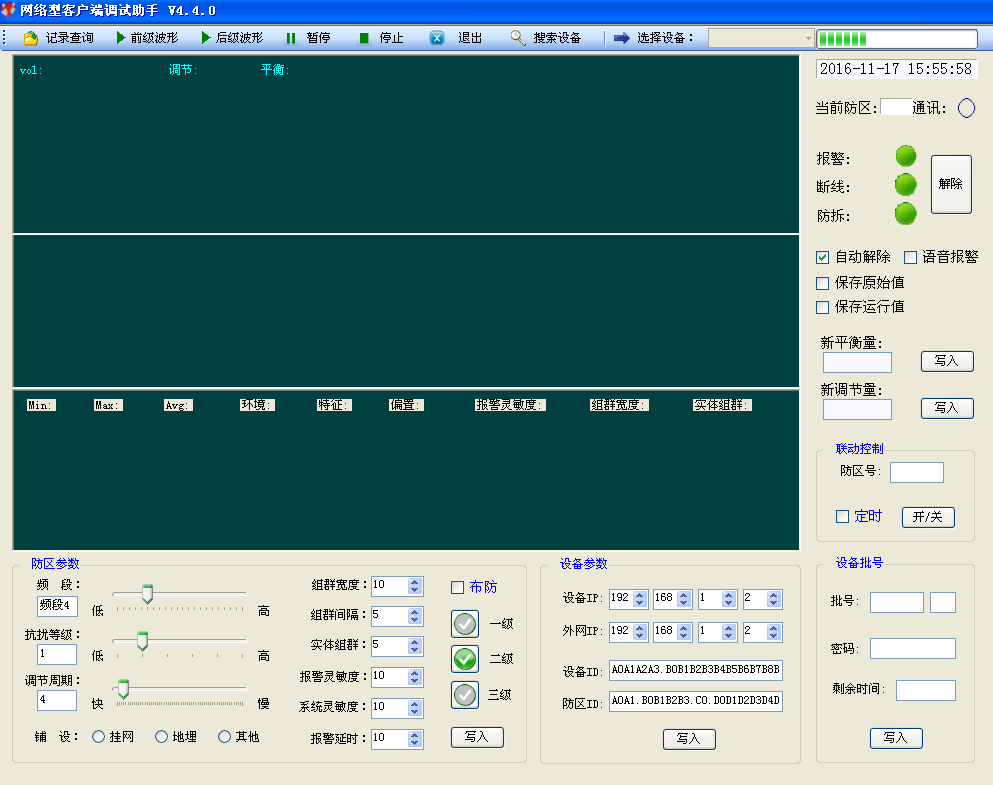 网络型客户端调试助手 V4.4.0
记录查询 前级波形 后级波形 暂停 停止 退出 搜索设备 选择设备：
vol: 调节: 平衡:
2016-11-17 15:55:58
当前防区: 通讯:
报警:
断线:
防拆:
解除
自动解除 语音报警
保存原始值
保存运行值
新平衡量:
写入
新调节量:
写入
Min: Max: Avg: 环境: 特征: 偏置: 报警灵敏度: 组群宽度: 实体组群:
联动控制
防区号:
定时 开/关
防区参数
频 段：
频段4 低 高
抗扰等级：
1 低 高
调节周期：
4 快 慢
铺 设： 挂网 地埋 其他
组群宽度： 10
组群间隔： 5
实体组群： 5
报警灵敏度： 10
系统灵敏度： 10
报警延时： 10
布防
一级
二级
三级
写入
设备参数
设备IP: 192 168 1 2
外网IP: 192 168 1 2
设备ID: A0A1A2A3.B0B1B2B3B4B5B6B7B8B
防区ID: A0A1.B0B1B2B3.C0.D0D1D2D3D4D
写入
设备批号
批号:
密码:
剩余时间:
写入